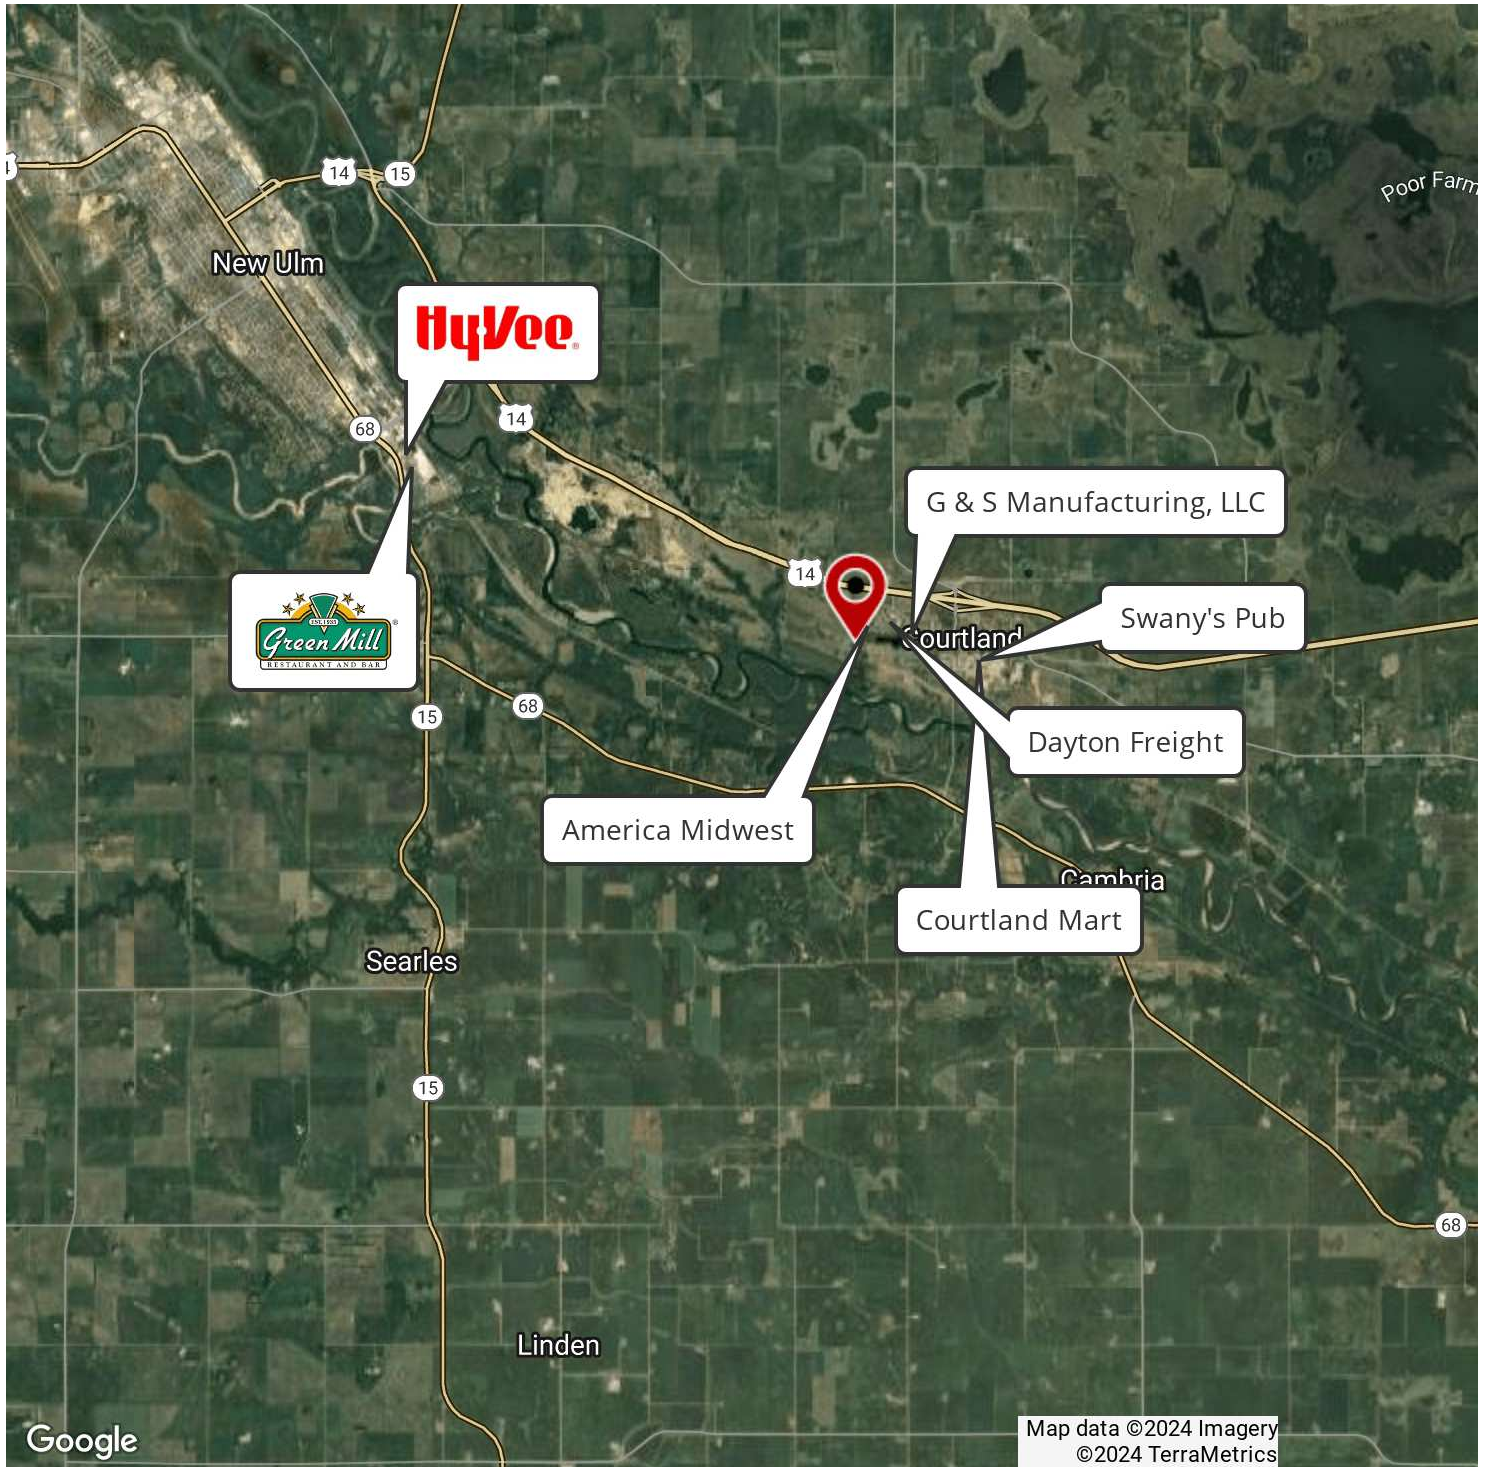 Poor Farm
14
15
New Ulm
HyVee
68
14
G & S Manufacturing, LLC
14
Swany's Pub
Courtland
EST. 1935
Green Mill
RESTAURANT AND BAR
15
68
Dayton Freight
America Midwest
Cambria
Courtland Mart
Searles
15
68
Linden
Google
Map data ©2024 Imagery
©2024 TerraMetrics